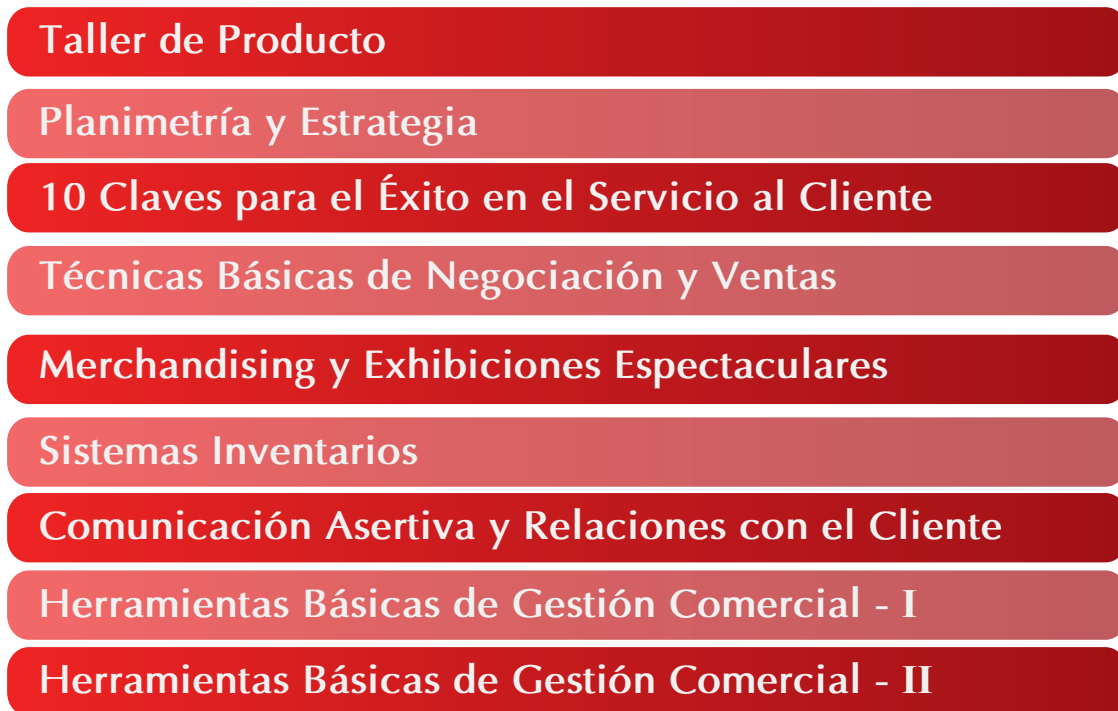 Taller de Producto
Planimetría y Estrategia
10 Claves para el Éxito en el Servicio al Cliente
Técnicas Básicas de Negociación y Ventas
Merchandising y Exhibiciones Espectaculares
Sistemas Inventarios
Comunicación Asertiva y Relaciones con el Cliente
Herramientas Básicas de Gestión Comercial - I
Herramientas Básicas de Gestión Comercial - II